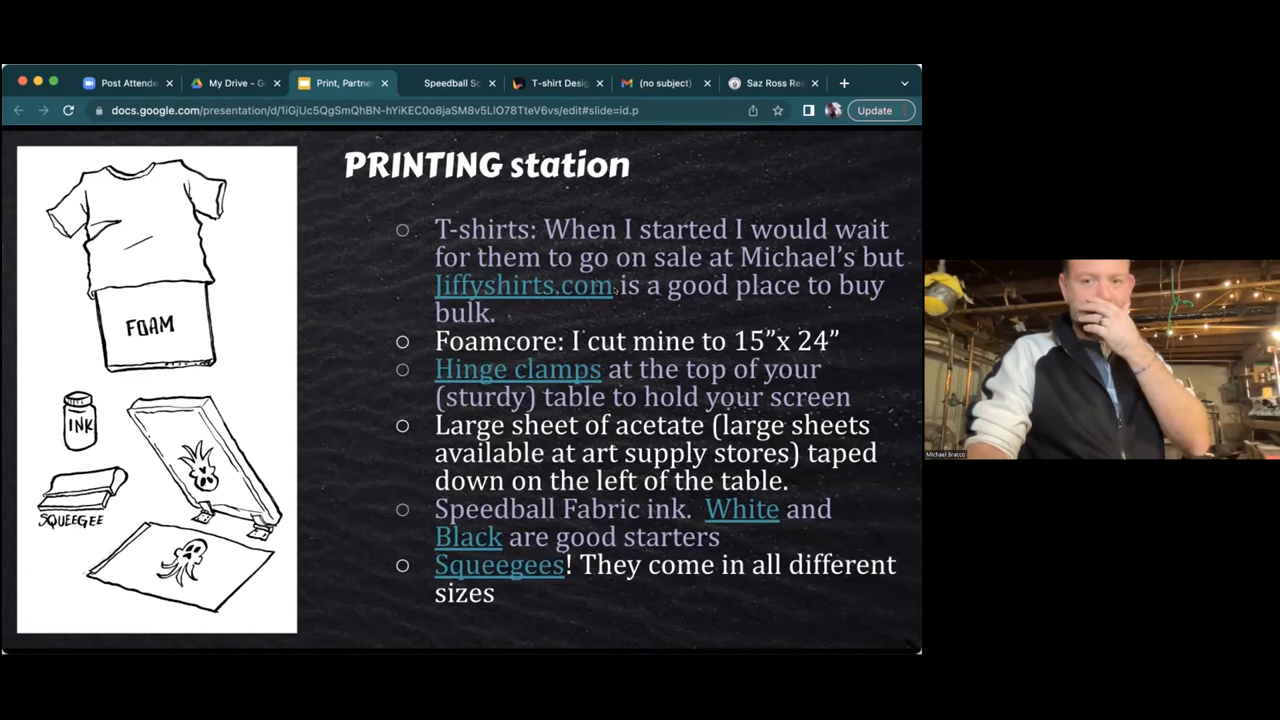 Post Attende
My Drive - G
Print, Partne
Speedball Sc
T-shirt Desig
(no subject)
Saz Ross Res
docs.google.com/presentation/d/1iGjUc5QgSmQhBN-hYiKEC0o8jaSM8v5LlO78TteV6vs/edit#slide=id.p
Update
PRINTING station
○ T-shirts: When I started I would wait
for them to go on sale at Michael’s but
Jiffyshirts.com is a good place to buy
bulk.
○ Foamcore: I cut mine to 15”x 24”
○ Hinge clamps at the top of your
(sturdy) table to hold your screen
○ Large sheet of acetate (large sheets
available at art supply stores) taped
down on the left of the table.
○ Speedball Fabric ink. White and
Black are good starters
○ Squeegees! They come in all different
sizes
FOAM
INK
SQUEEGEE
Michael Bracco